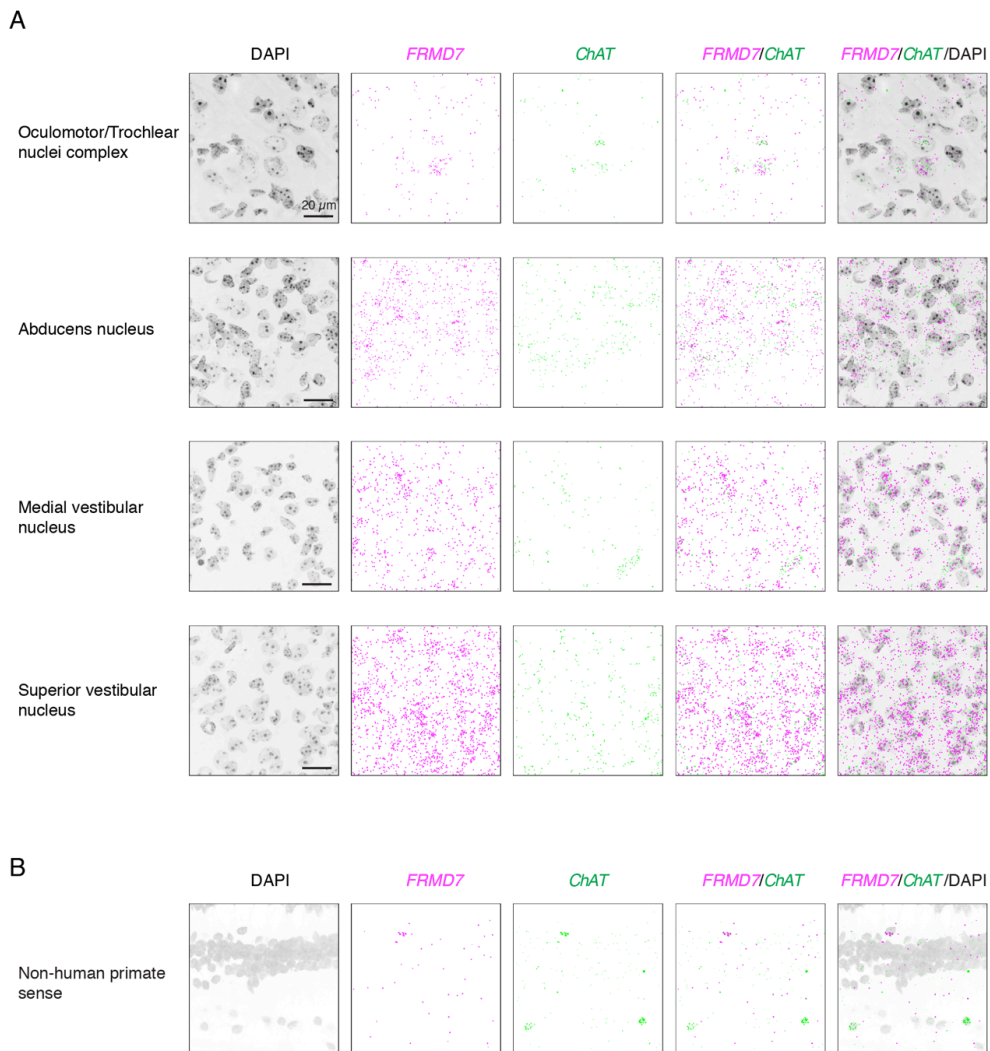 A
DAPI FRMD7 ChAT FRMD7/ChAT FRMD7/ChAT/DAPI
Oculomotor/Trochlear
nuclei complex
20 µm
Abducens nucleus
Medial vestibular
nucleus
Superior vestibular
nucleus
B
DAPI FRMD7 ChAT FRMD7/ChAT FRMD7/ChAT/DAPI
Non-human primate
sense